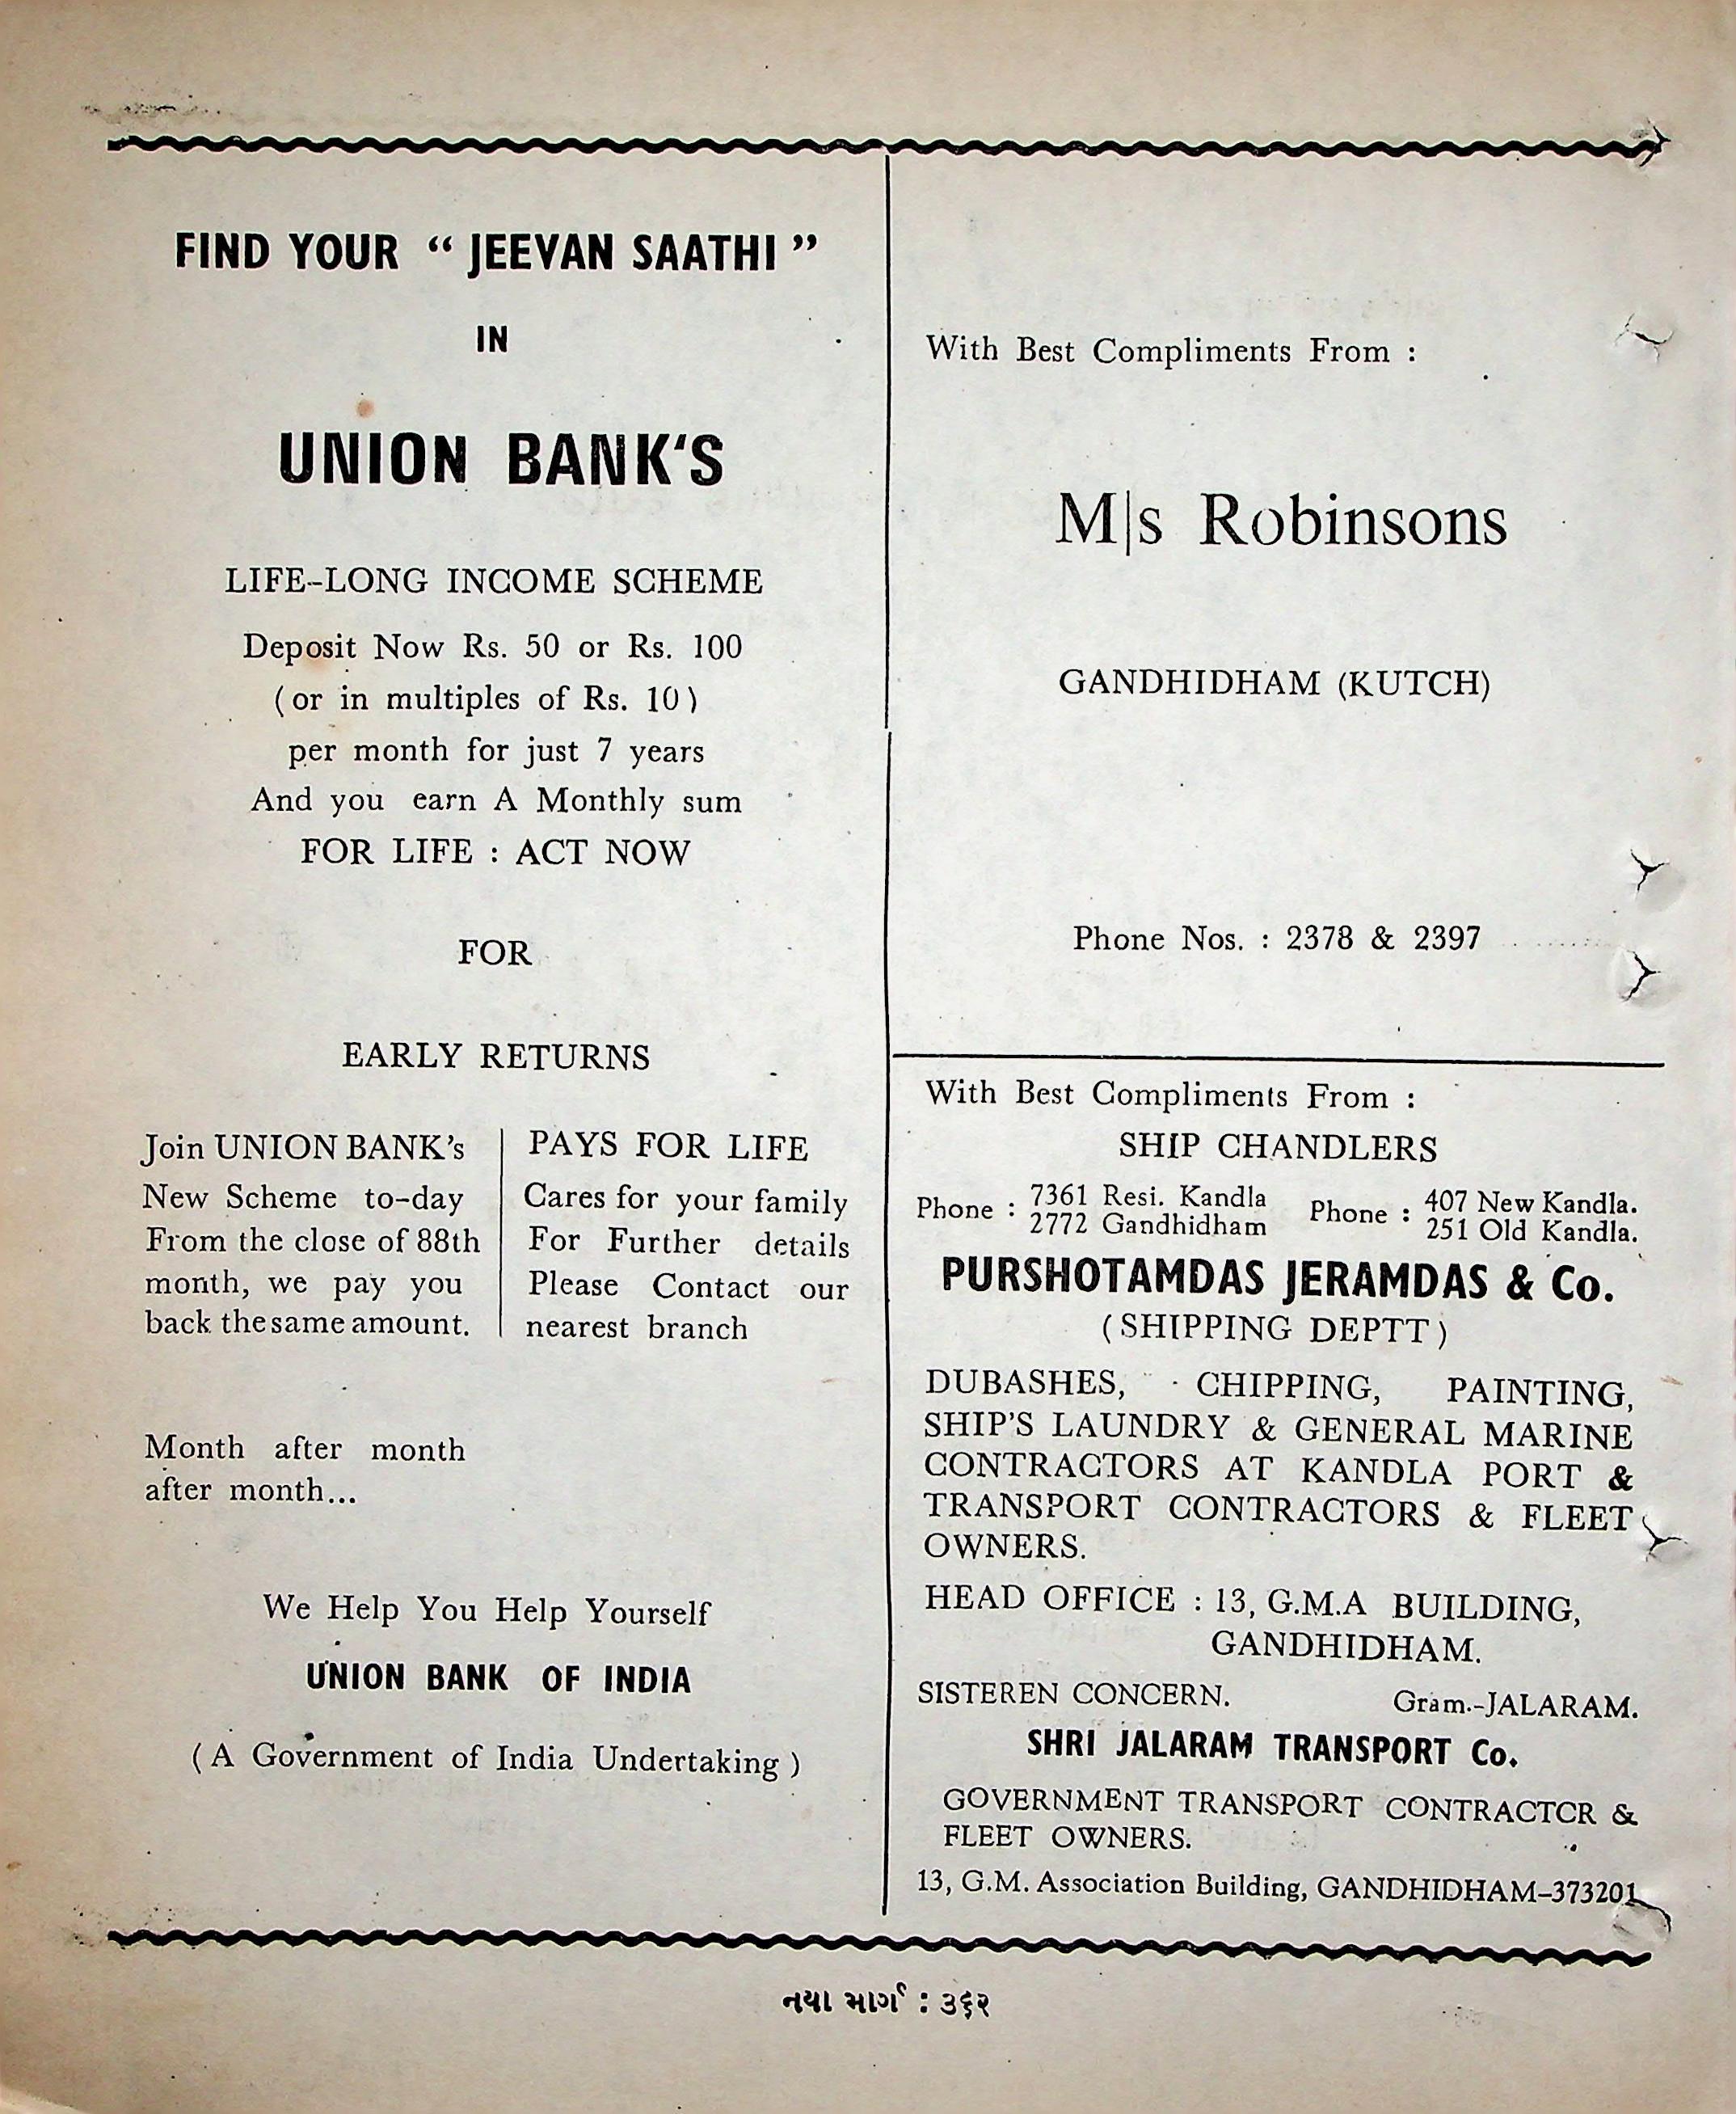 FIND YOUR “ JEEVAN SAATHI ”
IN
UNION BANK‘S
LIFE-LONG INCOME SCHEME
Deposit Now Rs. 50 or Rs. 100
( or in multiples of Rs. 10 )
per month for just 7 years
And you earn A Monthly sum
FOR LIFE : ACT NOW
FOR
EARLY RETURNS
Join UNION BANK’s
New Scheme to-day
From the close of 88th
month, we pay you
back the same amount.
PAYS FOR LIFE
Cares for your family
For Further details
Please Contact our
nearest branch
Month after month
after month...
We Help You Help Yourself
UNION BANK OF INDIA
( A Government of India Undertaking )
With Best Compliments From :
M|s Robinsons
GANDHIDHAM (KUTCH)
Phone Nos. : 2378 & 2397
With Best Compliments From :
SHIP CHANDLERS
Phone : 7361 Resi. Kandla
2772 Gandhidham
Phone : 407 New Kandla.
251 Old Kandla.
PURSHOTAMDAS JERAMDAS & Co.
( SHIPPING DEPTT )
DUBASHES, CHIPPING, PAINTING,
SHIP’S LAUNDRY & GENERAL MARINE
CONTRACTORS AT KANDLA PORT &
TRANSPORT CONTRACTORS & FLEET
OWNERS.
HEAD OFFICE : 13, G.M.A BUILDING,
GANDHIDHAM.
SISTEREN CONCERN. Gram.-JALARAM.
SHRI JALARAM TRANSPORT Co.
GOVERNMENT TRANSPORT CONTRACTCR &
FLEET OWNERS.
13, G.M. Association Building, GANDHIDHAM-373201
નયા માર્ગ : ૩૬૨